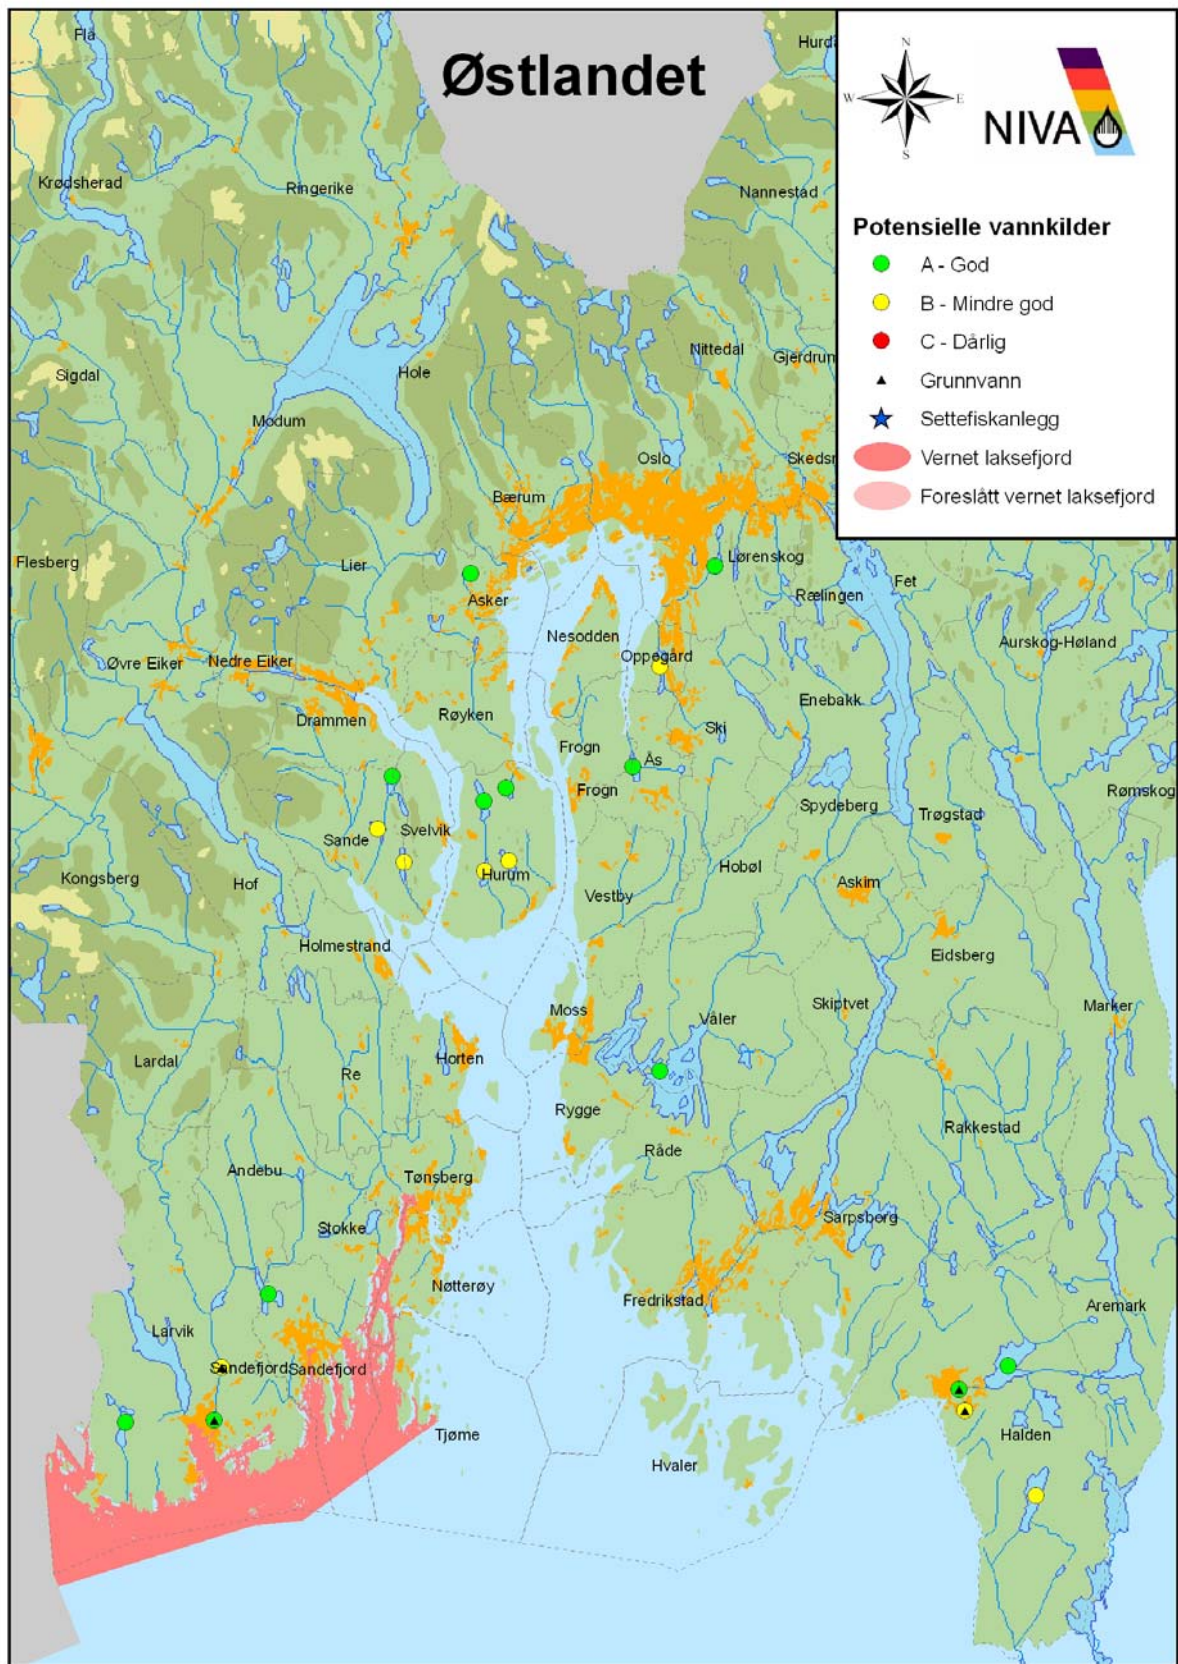 Østlandet
Flå
Hurda
N
W
E
S
NIVA
Krødsherad
Ringerike
Nannestad
Potensielle vannkilder
A - God
B - Mindre god
C - Dårlig
Grunnvann
Settefiskanlegg
Vernet laksefjord
Foreslått vernet laksefjord
Sigdal
Hole
Nittedal
Gjerdrum
Modum
Oslo
Skedsm
Bærum
Flesberg
Lier
Asker
Lørenskog
Rælingen
Fet
Nesodden
Oppegård
Aurskog-Høland
Øvre Eiker
Nedre Eiker
Drammen
Røyken
Enebakk
Ski
Frogn
Ås
Frogn
Spydeberg
Trøgstad
Rømskog
Sande
Svelvik
Hurum
Hobøl
Kongsberg
Hof
Vestby
Askim
Holmestrand
Eidsberg
Moss
Våler
Skiptvet
Marker
Lardal
Re
Horten
Rygge
Råde
Rakkestad
Andebu
Tønsberg
Stokke
Sarpsborg
Nøtterøy
Fredrikstad
Aremark
Larvik
Sandefjord
Sandefjord
Tjøme
Hvaler
Halden